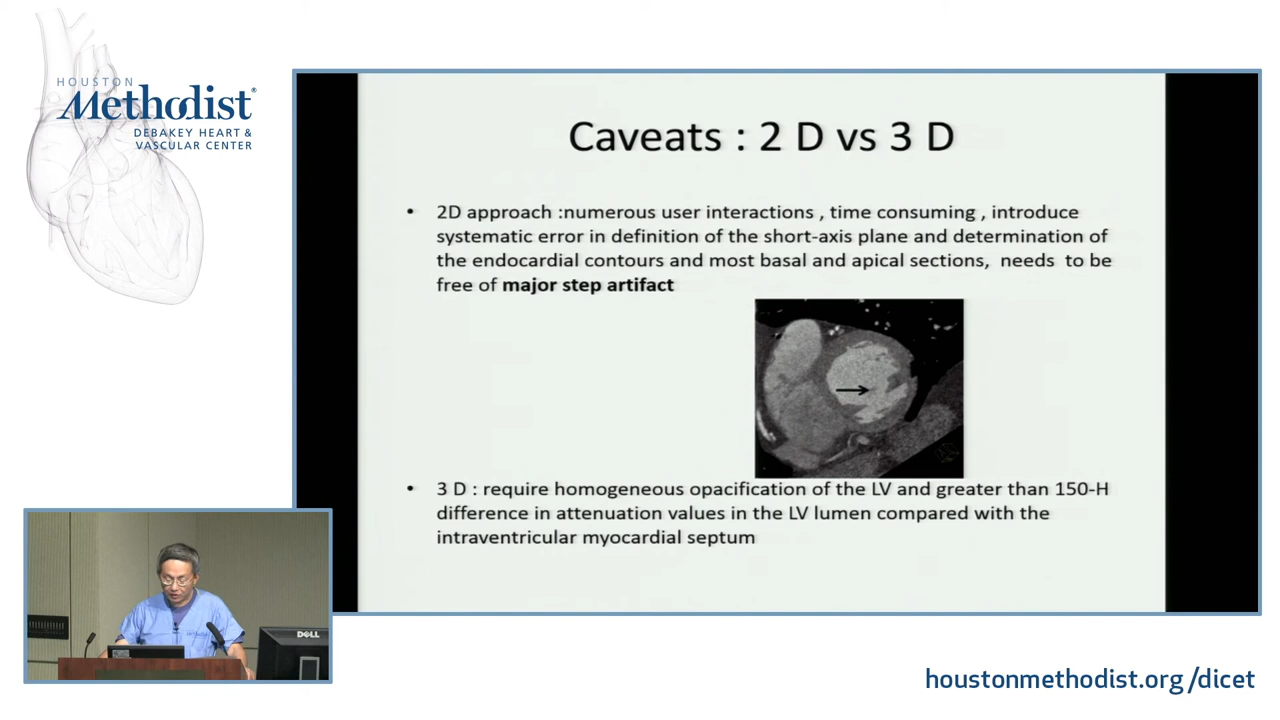 HOUSTON
Methodist®
DEBAKEY HEART &
VASCULAR CENTER
Caveats : 2 D vs 3 D
• 2D approach :numerous user interactions , time consuming , introduce
systematic error in definition of the short-axis plane and determination of
the endocardial contours and most basal and apical sections, needs to be
free of major step artifact
• 3 D : require homogeneous opacification of the LV and greater than 150-H
difference in attenuation values in the LV lumen compared with the
intraventricular myocardial septum
DELL
houstonmethodist.org/dicet